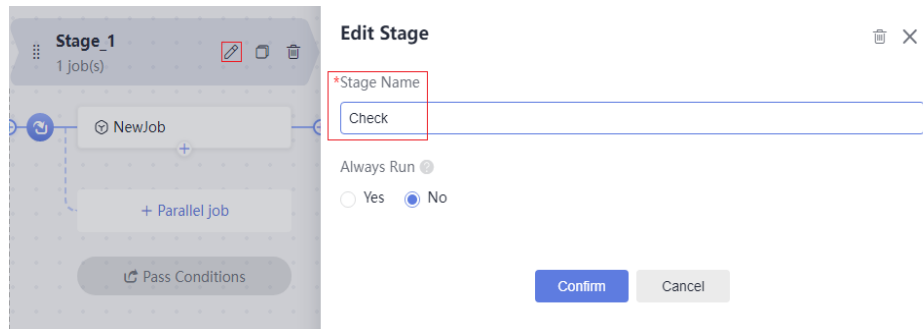 Stage_1
1 job(s)
NewJob
+ Parallel job
Pass Conditions
Edit Stage
*Stage Name
Check
Always Run
Yes
No
Confirm
Cancel